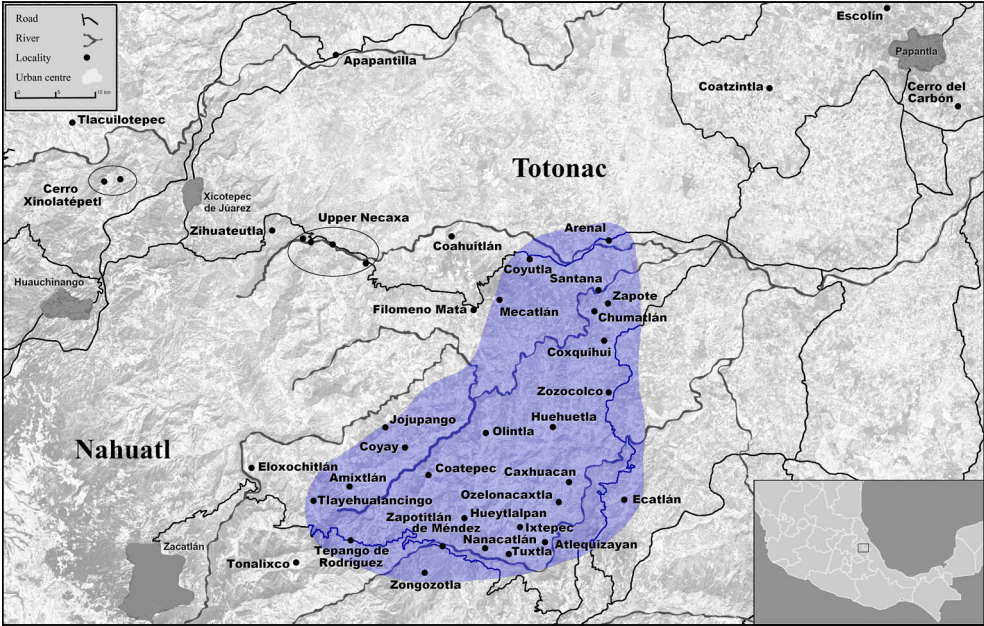 Road
River
Locality
Urban centre
0 5 10 km
Escolín
Papantla
Apapantilla
Coatzintla
Cerro del
Carbón
Tlacuilotepec
Totonac
Cerro
Xinolatépetl
Xicotepec
de Júarez
Upper Necaxa
Zihuateutla
Coahuitlán
Arenal
Coyutla
Huauchinango
Santana
Zapote
Filomeno Mata
Mecatlán
Chumatlán
Coxquihui
Zozocolco
Jojupango
Huehuetla
Olintla
Nahuatl
Coyay
Eloxochitlán
Coatepec
Caxhuacan
Amixtlán
Tlayehualancingo
Ozelonacaxtla
Ecatlán
Zapotitlán
de Méndez
Hueytlalpan
Ixtepec
Zacatlán
Nanacatlán
Atlequizayan
Tepango de
Rodríguez
Tuxtla
Tonalixco
Zongozotla